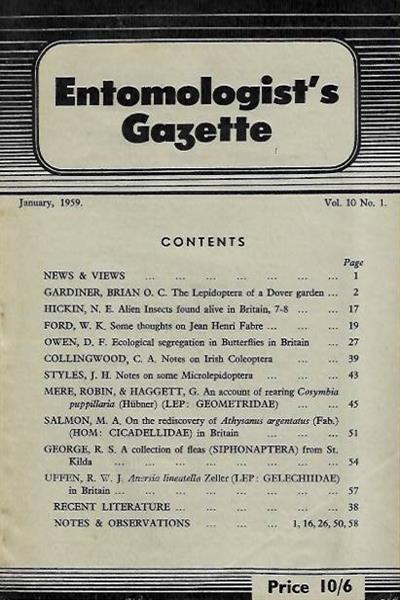 Entomologist's
Gazette
January, 1959.
Vol. 10 No. 1.
CONTENTS
Page
NEWS & VIEWS ... ... ... ... ... ... ... 1
GARDINER, BRIAN O. C. The Lepidoptera of a Dover garden ... 2
HICKIN, N. E. Alien Insects found alive in Britain, 7-8 ... ... 17
FORD, W. K. Some thoughts on Jean Henri Fabre ... ... ... 19
OWEN, D. F. Ecological segregation in Butterflies in Britain ... 27
COLLINGWOOD, C. A. Notes on Irish Coleoptera ... ... ... 39
STYLES, J. H. Notes on some Microlepidoptera ... ... ... 43
MERE, ROBIN, & HAGGETT, G. An account of rearing Cosymbia
puppillaria (Hübner) (LEP: GEOMETRIDAE) ... ... ... 45
SALMON, M. A. On the rediscovery of Athysanus argentatus (Fab.)
(HOM: CICADELLIDAE) in Britain ... ... ... ... 51
GEORGE, R. S. A collection of fleas (SIPHONAPTERA) from St.
Kilda ... ... ... ... ... ... ... ... 54
UFFEN, R. W. J. Anarsia lineatella Zeller (LEP: GELECHIIDAE)
in Britain ... ... ... ... ... ... ... ... 57
RECENT LITERATURE ... ... ... ... ... ... 38
NOTES & OBSERVATIONS ... ... ... 1, 16, 26, 50, 58
Price 10/6